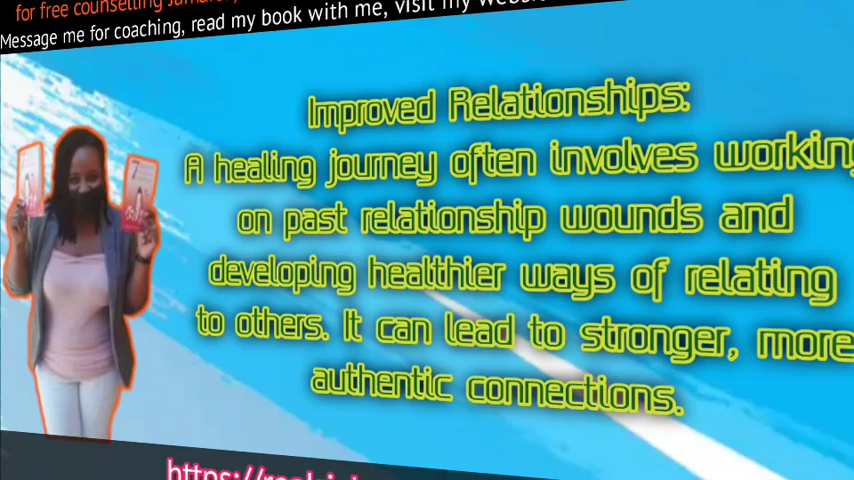 for free counselling
Message me for coaching, read my book with me, visit my
Improved Relationships:
A healing journey often involves working
on past relationship wounds and
developing healthier ways of relating
to others. It can lead to stronger, more
authentic connections.